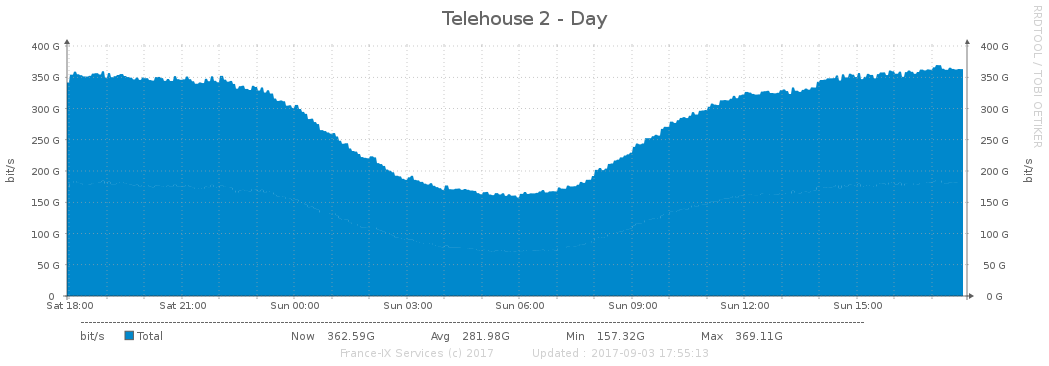 Telehouse 2 - Day
RRDTOOL / TOBI OETIKER
bit/s
bit/s
400 G 400 G
350 G 350 G
300 G 300 G
250 G 250 G
200 G 200 G
150 G 150 G
100 G 100 G
50 G 50 G
0 0 G
Sat 18:00 Sat 21:00 Sun 00:00 Sun 03:00 Sun 06:00 Sun 09:00 Sun 12:00 Sun 15:00
bit/s Total Now 362.59G Avg 281.98G Min 157.32G Max 369.11G
France-IX Services (c) 2017 Updated : 2017-09-03 17:55:13